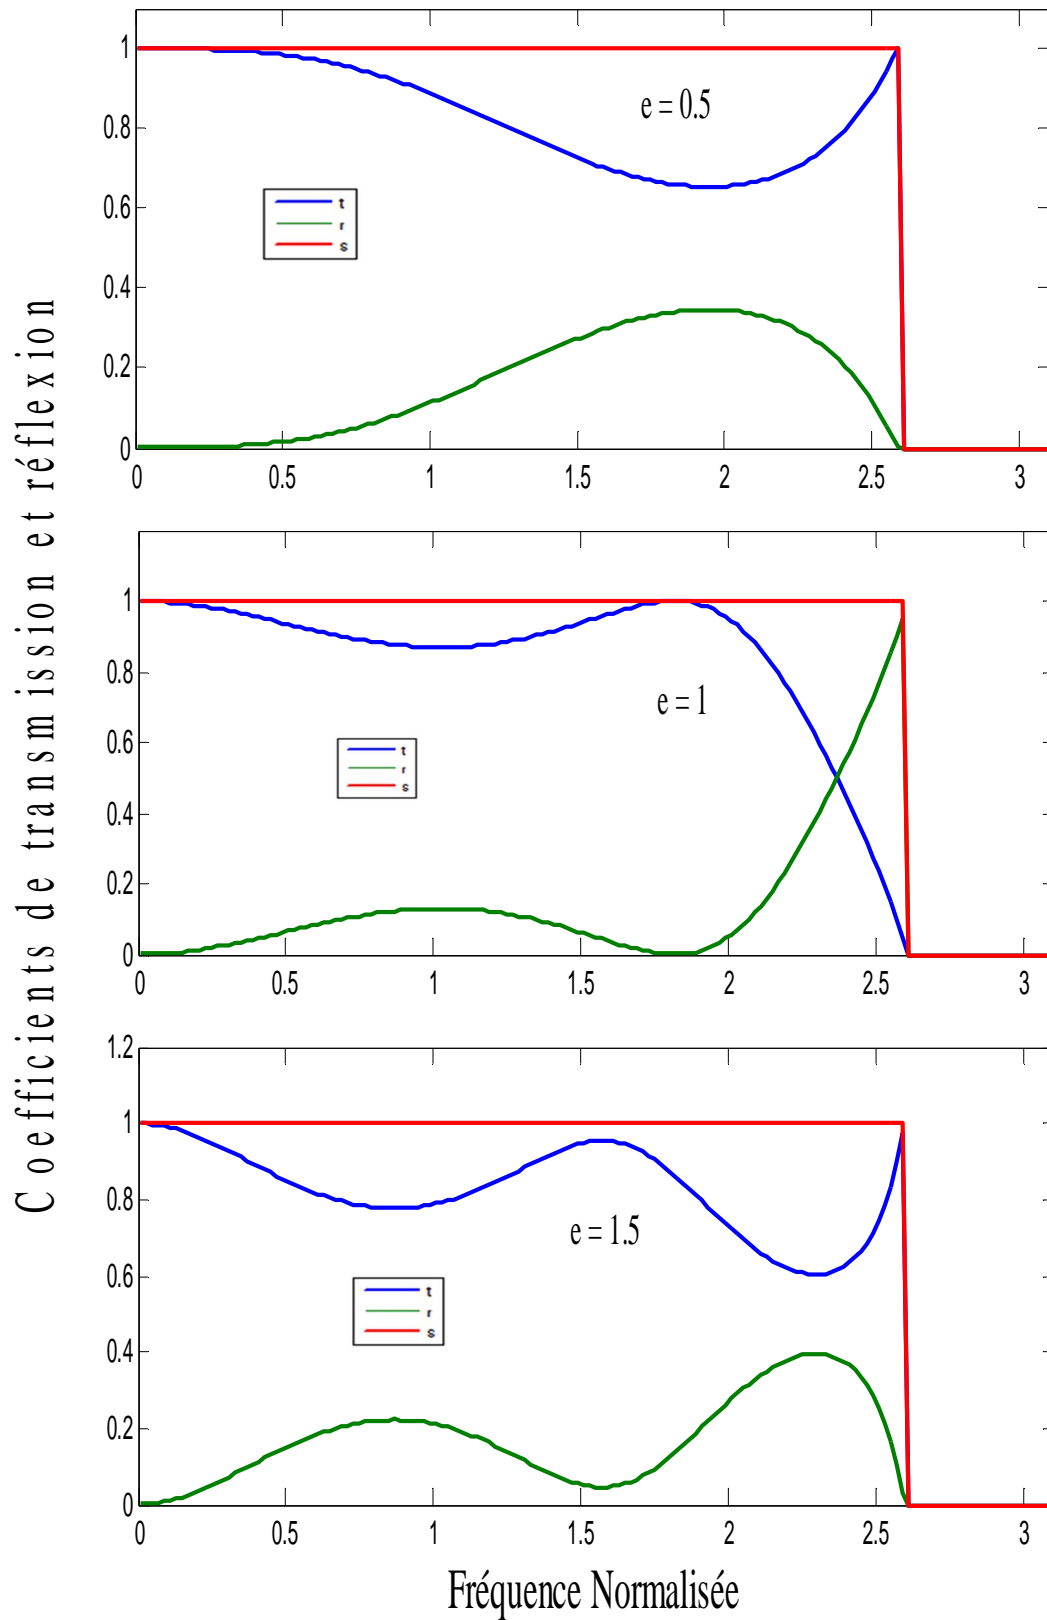 Coefficients de transmission et réflexion
1
0.8
0.6
0.4
0.2
0
e = 0.5
t
r
s
0
0.5
1
1.5
2
2.5
3
1
0.8
0.6
0.4
0.2
0
e = 1
t
r
s
0
0.5
1
1.5
2
2.5
3
1.2
1
0.8
0.6
0.4
0.2
0
e = 1.5
t
r
s
0
0.5
1
1.5
2
2.5
3
Fréquence Normalisée